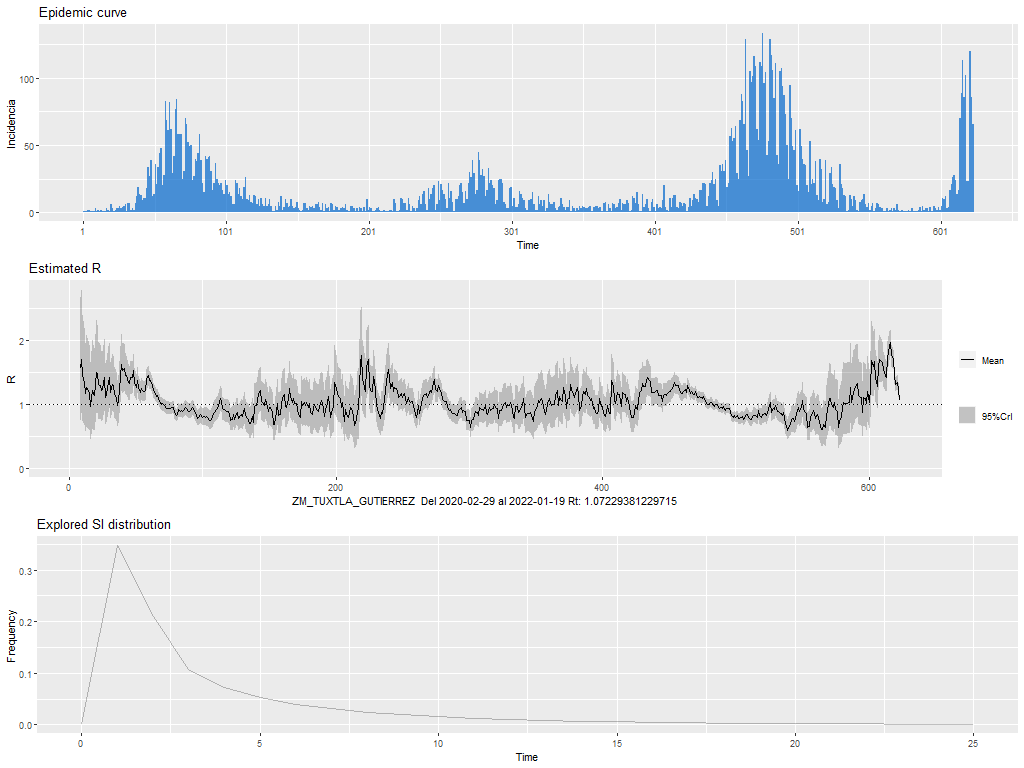 Epidemic curve
Incidencia
100
50
0
1
101
201
301
401
501
601
Time
Estimated R
R
2
1
0
0
200
400
600
Mean
95%CrI
ZM_TUXTLA_GUTIERREZ Del 2020-02-29 al 2022-01-19 Rt: 1.07229381229715
Explored SI distribution
Frequency
0.3
0.2
0.1
0.0
0
5
10
15
20
25
Time